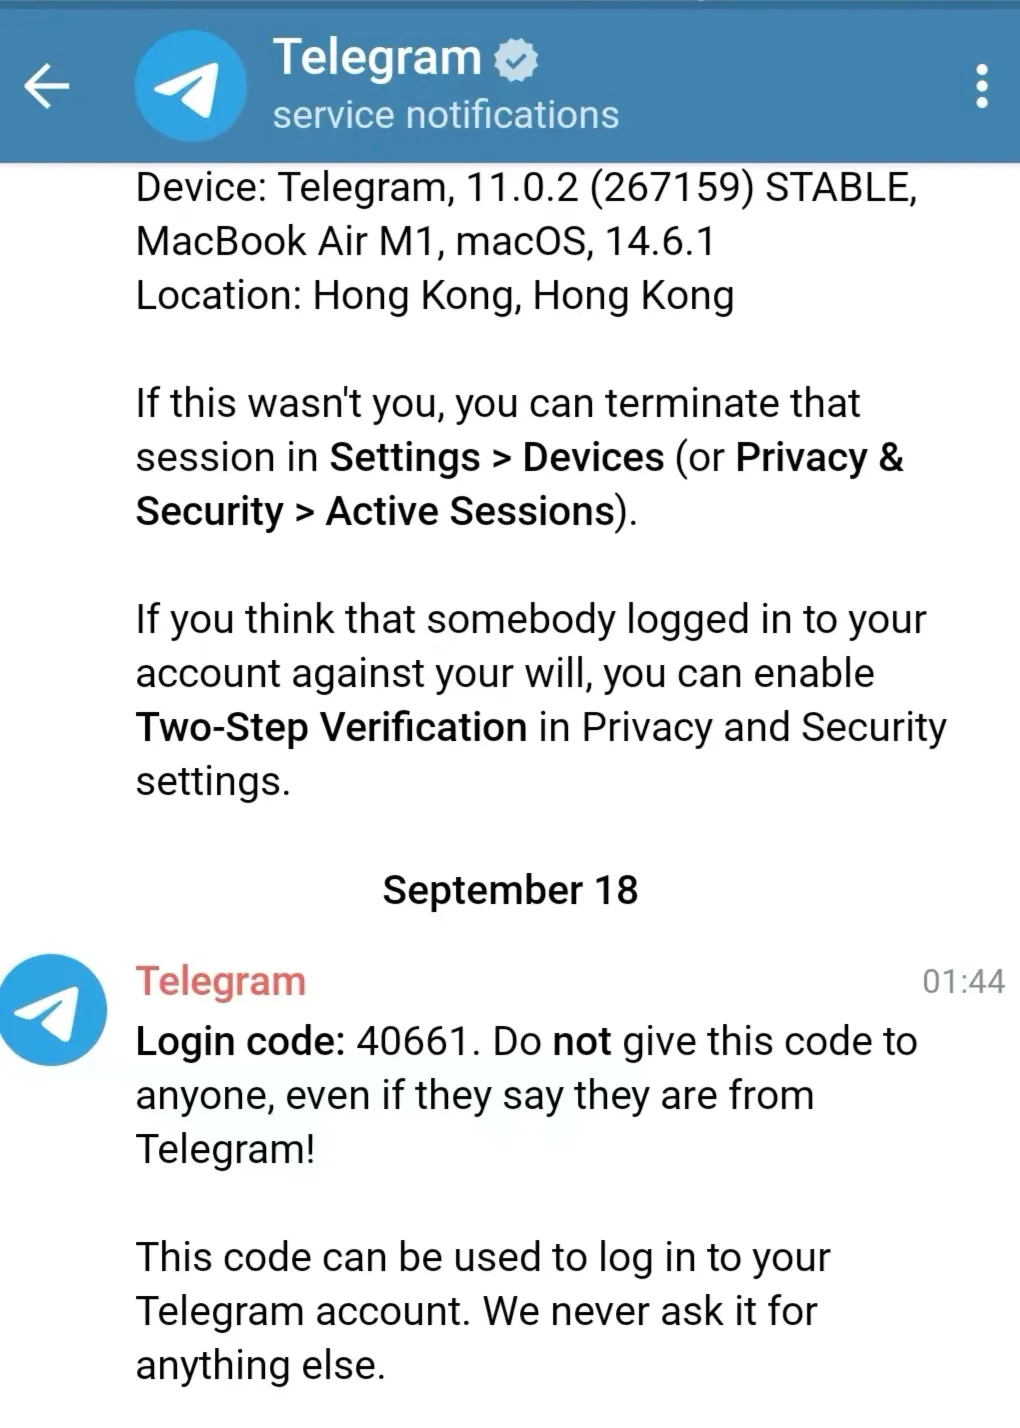 Telegram
service notifications
Device: Telegram, 11.0.2 (267159) STABLE,
MacBook Air M1, macOS, 14.6.1
Location: Hong Kong, Hong Kong
If this wasn't you, you can terminate that
session in Settings > Devices (or Privacy &
Security > Active Sessions).
If you think that somebody logged in to your
account against your will, you can enable
Two-Step Verification in Privacy and Security
settings.
September 18
Telegram 01:44
Login code: 40661. Do not give this code to
anyone, even if they say they are from
Telegram!
This code can be used to log in to your
Telegram account. We never ask it for
anything else.